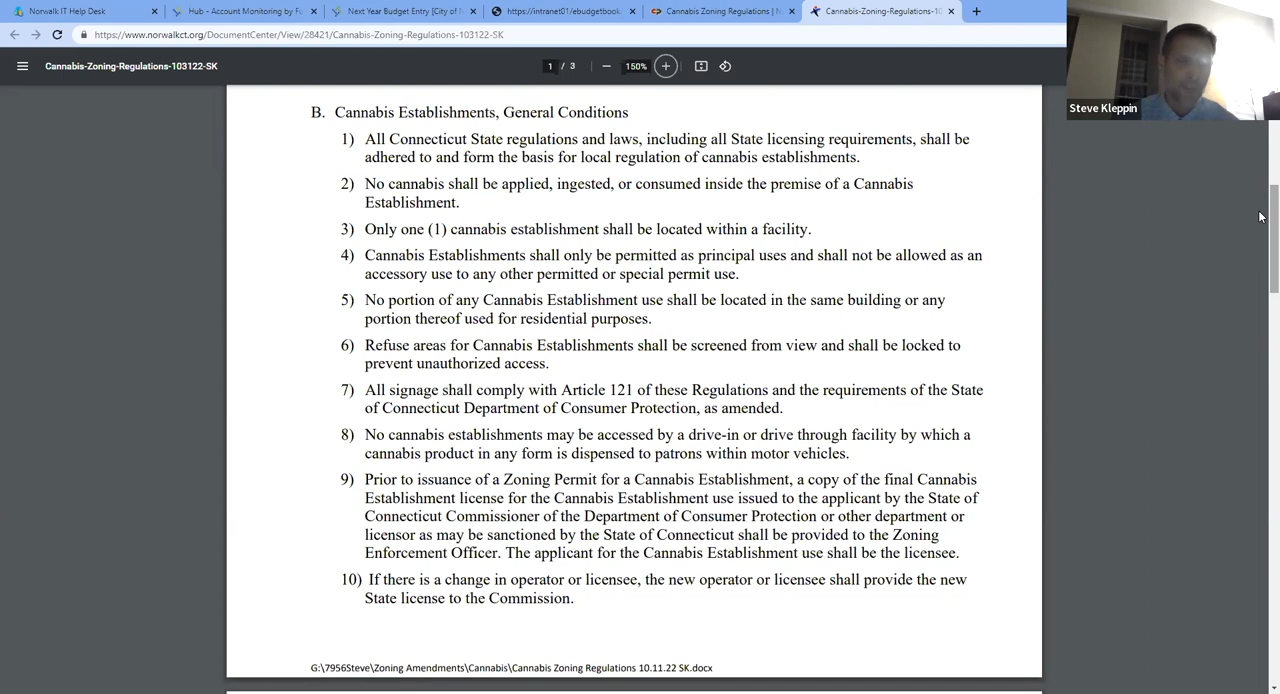 Norwalk IT Help Desk
Hub - Account Monitoring by Fo
Next Year Budget Entry [City of N
https://intranet01/ebudgetbook
Cannabis Zoning Regulations | N
Cannabis-Zoning-Regulations-10
https://www.norwalkct.org/DocumentCenter/View/28421/Cannabis-Zoning-Regulations-103122-SK
Cannabis-Zoning-Regulations-103122-SK
1 / 3
150%
Steve Kleppin
B. Cannabis Establishments, General Conditions
1) All Connecticut State regulations and laws, including all State licensing requirements, shall be
adhered to and form the basis for local regulation of cannabis establishments.
2) No cannabis shall be applied, ingested, or consumed inside the premise of a Cannabis
Establishment.
3) Only one (1) cannabis establishment shall be located within a facility.
4) Cannabis Establishments shall only be permitted as principal uses and shall not be allowed as an
accessory use to any other permitted or special permit use.
5) No portion of any Cannabis Establishment use shall be located in the same building or any
portion thereof used for residential purposes.
6) Refuse areas for Cannabis Establishments shall be screened from view and shall be locked to
prevent unauthorized access.
7) All signage shall comply with Article 121 of these Regulations and the requirements of the State
of Connecticut Department of Consumer Protection, as amended.
8) No cannabis establishments may be accessed by a drive-in or drive through facility by which a
cannabis product in any form is dispensed to patrons within motor vehicles.
9) Prior to issuance of a Zoning Permit for a Cannabis Establishment, a copy of the final Cannabis
Establishment license for the Cannabis Establishment use issued to the applicant by the State of
Connecticut Commissioner of the Department of Consumer Protection or other department or
licensor as may be sanctioned by the State of Connecticut shall be provided to the Zoning
Enforcement Officer. The applicant for the Cannabis Establishment use shall be the licensee.
10) If there is a change in operator or licensee, the new operator or licensee shall provide the new
State license to the Commission.
G:\7956Steve\Zoning Amendments\Cannabis\Cannabis Zoning Regulations 10.11.22 SK.docx